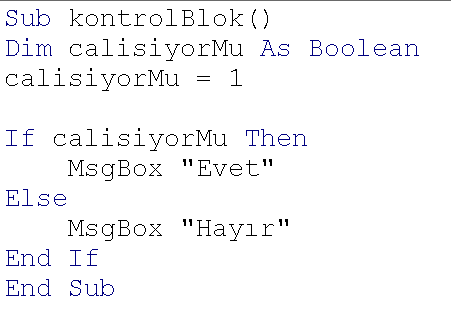 Sub kontrolBlok()
Dim calisiyorMu As Boolean
calisiyorMu = 1

If calisiyorMu Then
    MsgBox "Evet"
Else
    MsgBox "Hayır"
End If
End Sub